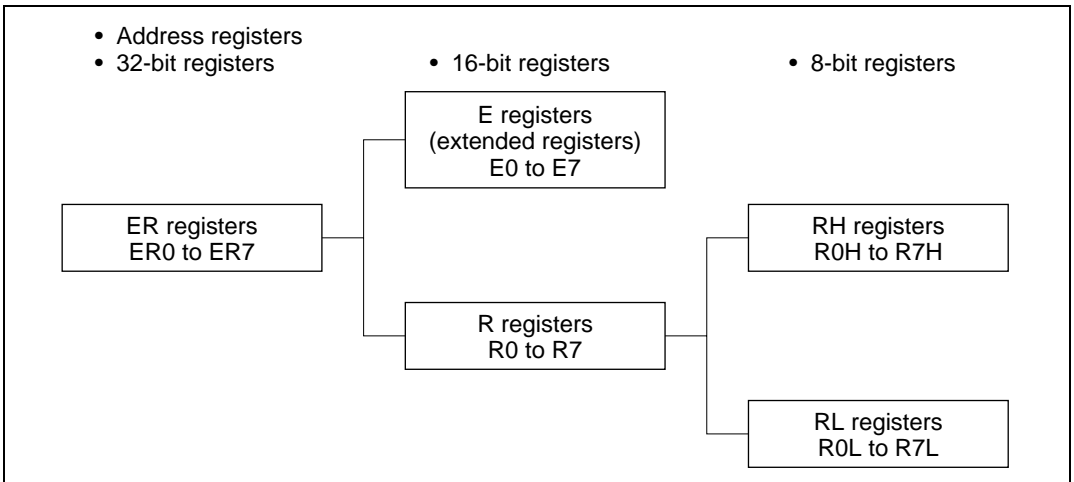 • Address registers
• 32-bit registers
• 16-bit registers
• 8-bit registers
E registers
(extended registers)
E0 to E7
ER registers
ER0 to ER7
RH registers
R0H to R7H
R registers
R0 to R7
RL registers
R0L to R7L